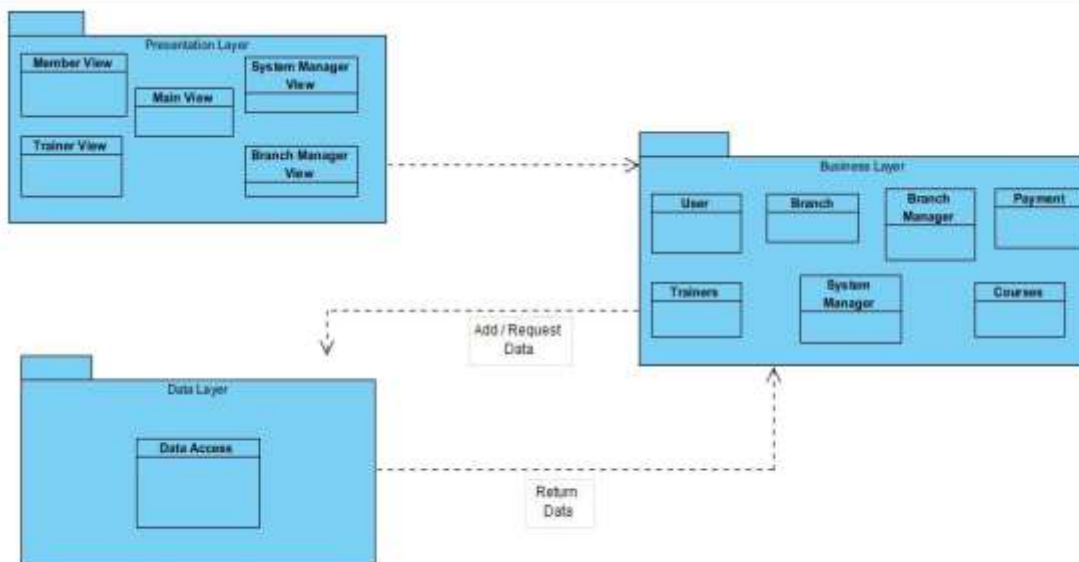 Presentation Layer
Member View
System Manager
View
Main View
Trainer View
Branch Manager
View
Business Layer
User
Branch
Branch
Manager
Payment
Trainers
System
Manager
Courses
Add / Request
Data
Data Layer
Data Access
Return
Data